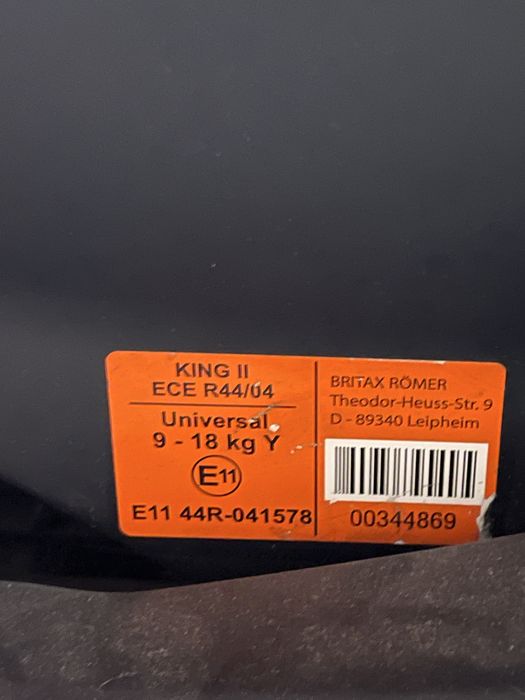 KING II
ECE R44/04
Universal
9 - 18 kg Y
E11
E11 44R-041578
BRITAX RÖMER
Theodor-Heuss-Str. 9
D - 89340 Leipheim
00344869